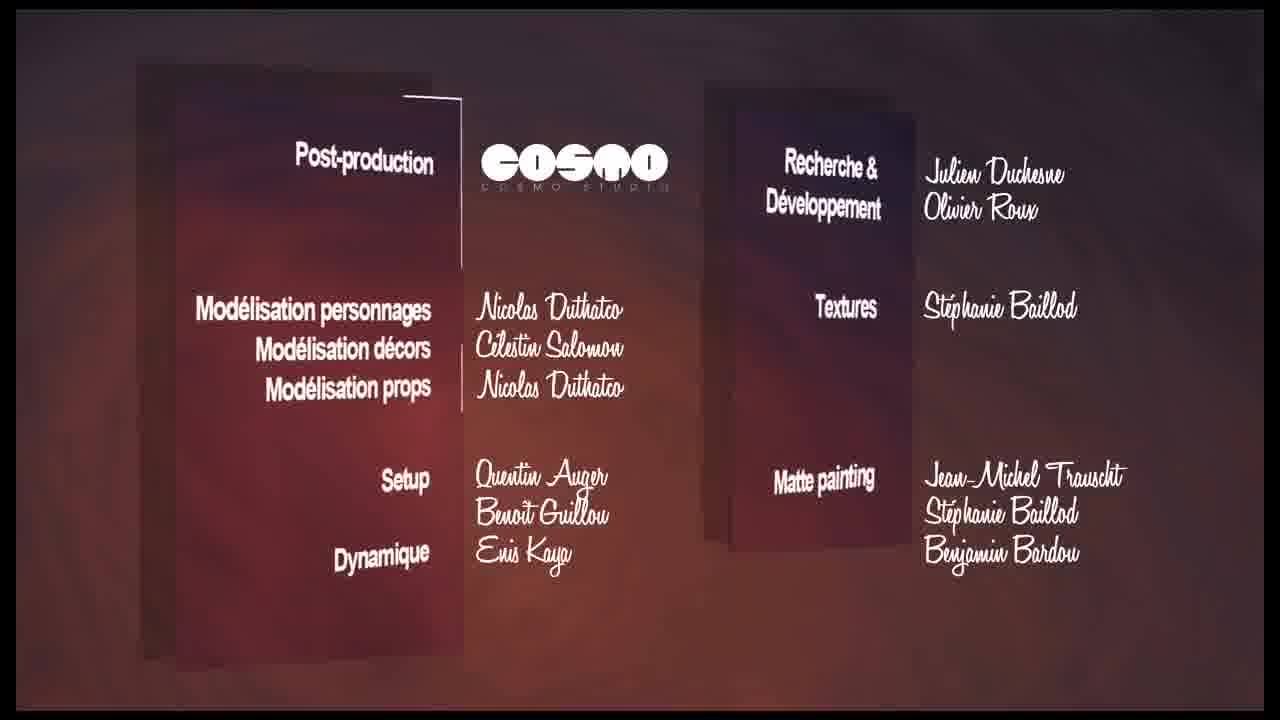 Post-production
COSMO
COSMO STUDIO
Modélisation personnages Nicolas Duthatco
Modélisation décors Célestin Salomon
Modélisation props Nicolas Duthatco
Setup Quentin Auger
Benoît Guillou
Dynamique Enis Kaya
Recherche & Julien Duchesne
Développement Olivier Roux
Textures Stéphanie Baillod
Matte painting Jean-Michel Trauscht
Stéphanie Baillod
Benjamin Bardou